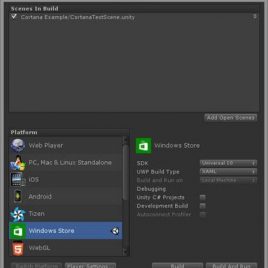 Scenes In Build
Cortana Example/CortanaTestScene.unity 0
Add Open Scenes
Platform
Web Player
PC, Mac & Linux Standalone
iOS
Android
Tizen
Windows Store
WebGL
Windows Store
SDK Universal 10
UWP Build Type XAML
Build and Run on Local Machine
Debugging
Unity C# Projects
Development Build
Autoconnect Profiler
Switch Platform Player Settings... Build Build And Run